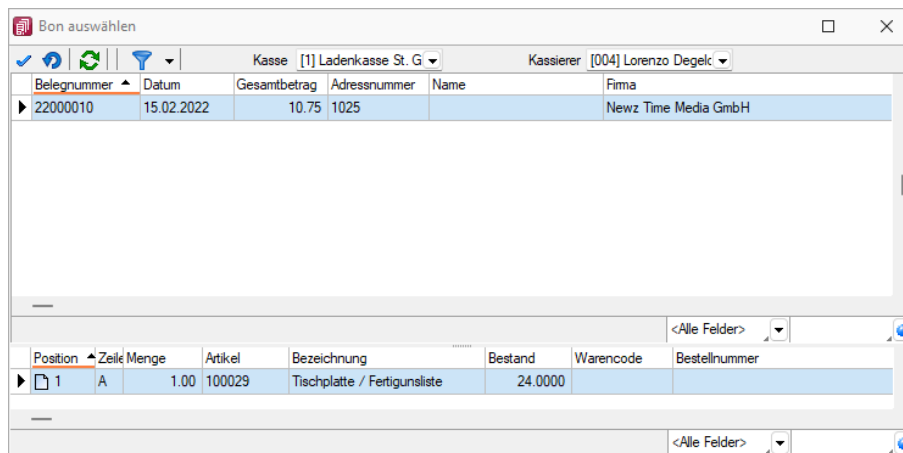 Bon auswählen
Kasse [1] Ladenkasse St. G Kassierer [004] Lorenzo Degelo
Belegnummer Datum Gesamtbetrag Adressnummer Name Firma
22000010 15.02.2022 10.75 1025 Newz Time Media GmbH
<Alle Felder>
Position Zeile Menge Artikel Bezeichnung Bestand Warencode Bestellnummer
1 A 1.00 100029 Tischplatte / Fertigunsliste 24.0000
<Alle Felder>